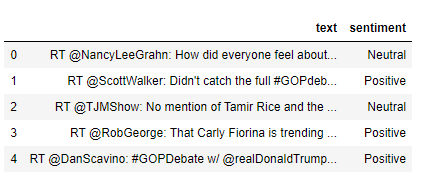 text sentiment
0 RT @NancyLeeGrahn: How did everyone feel about... Neutral
1 RT @ScottWalker: Didn't catch the full #GOPdeb... Positive
2 RT @TJMShow: No mention of Tamir Rice and the ... Neutral
3 RT @RobGeorge: That Carly Fiorina is trending ... Positive
4 RT @DanScavino: #GOPDebate w/ @realDonaldTrump... Positive